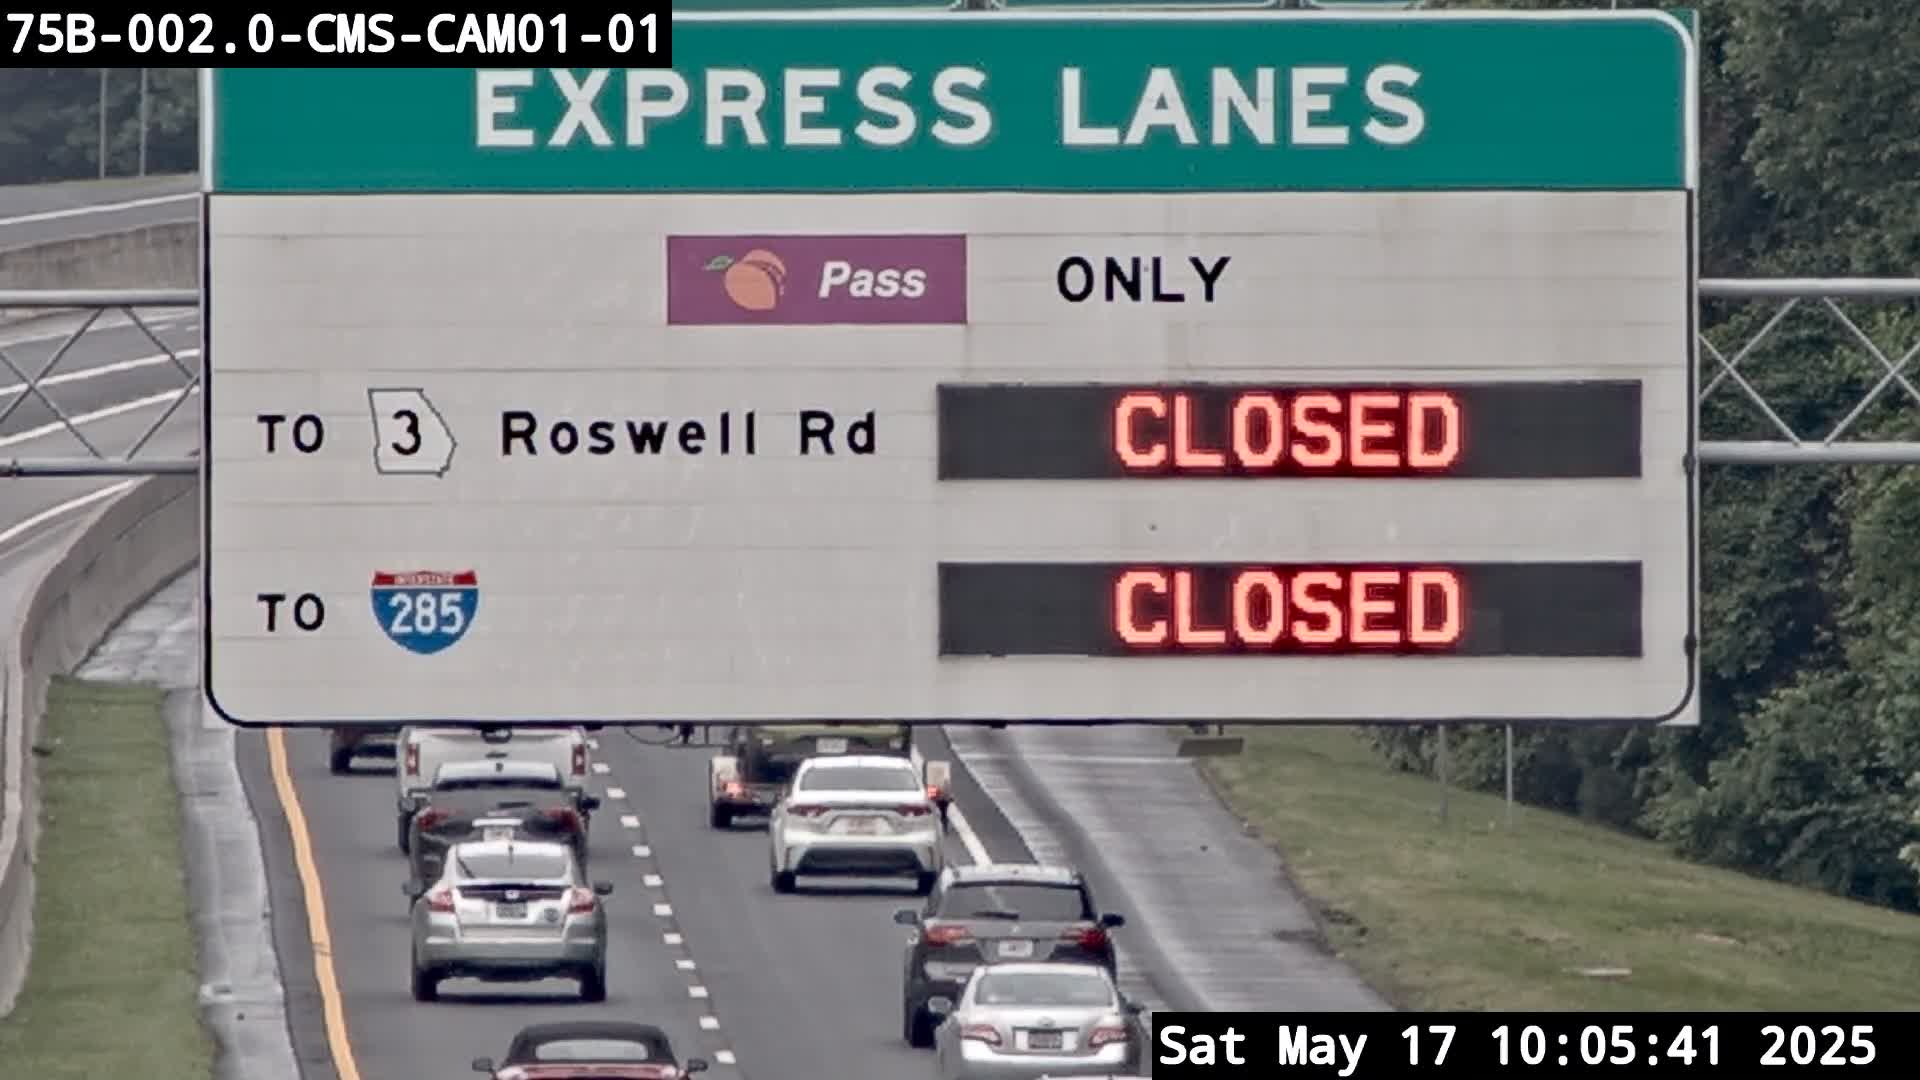 75B-002.0-CMS-CAM01-01
EXPRESS LANES
Pass ONLY
TO 3 Roswell Rd CLOSED
INTERSTATE
TO 285 CLOSED
Sat May 17 10:05:41 2025